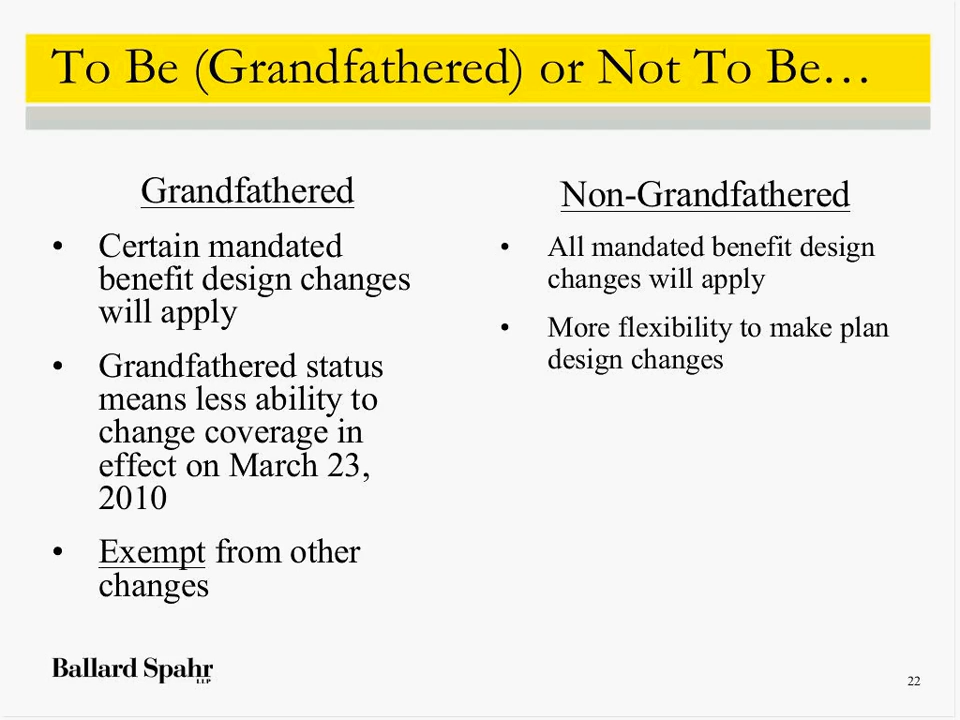 To Be (Grandfathered) or Not To Be…
Grandfathered
• Certain mandated
benefit design changes
will apply
• Grandfathered status
means less ability to
change coverage in
effect on March 23,
2010
• Exempt from other
changes
Non-Grandfathered
• All mandated benefit design
changes will apply
• More flexibility to make plan
design changes
Ballard Spahr
LLP
22